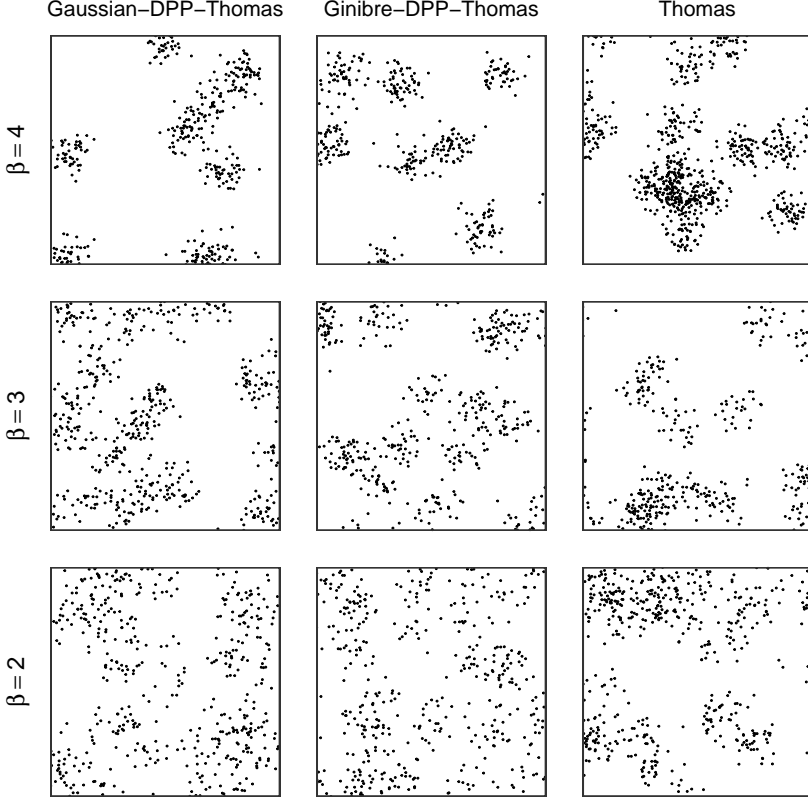 Gaussian−DPP−Thomas
Ginibre−DPP−Thomas
Thomas
β = 4
β = 3
β = 2